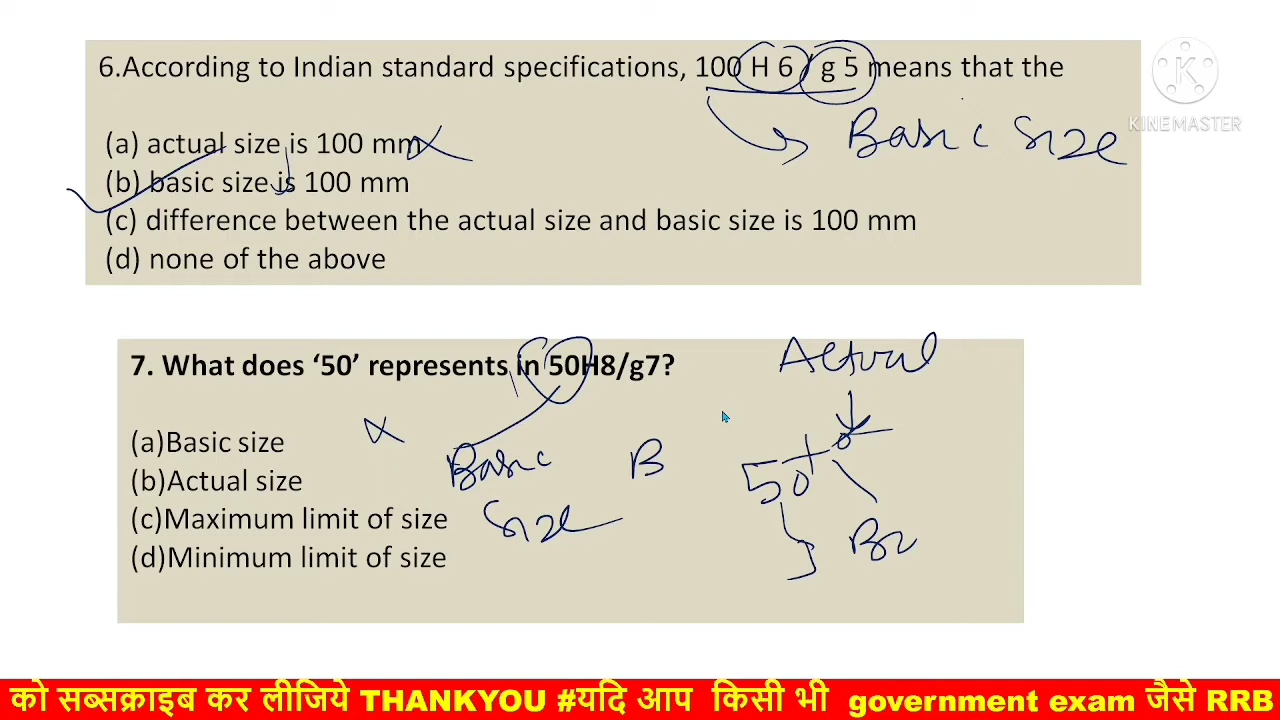 6.According to Indian standard specifications, 100 H 6 / g 5 means that the
KINEMASTER
Basic Size
(a) actual size is 100 mm
(b) basic size is 100 mm
(c) difference between the actual size and basic size is 100 mm
(d) none of the above
Actual
7. What does ‘50’ represents in 50H8/g7?
(a)Basic size
Basic B
50
(b)Actual size
(c)Maximum limit of size
Size
(d)Minimum limit of size
को सब्सक्राइब कर लीजिये THANKYOU #यदि आप किसी भी government exam जैसे RRB